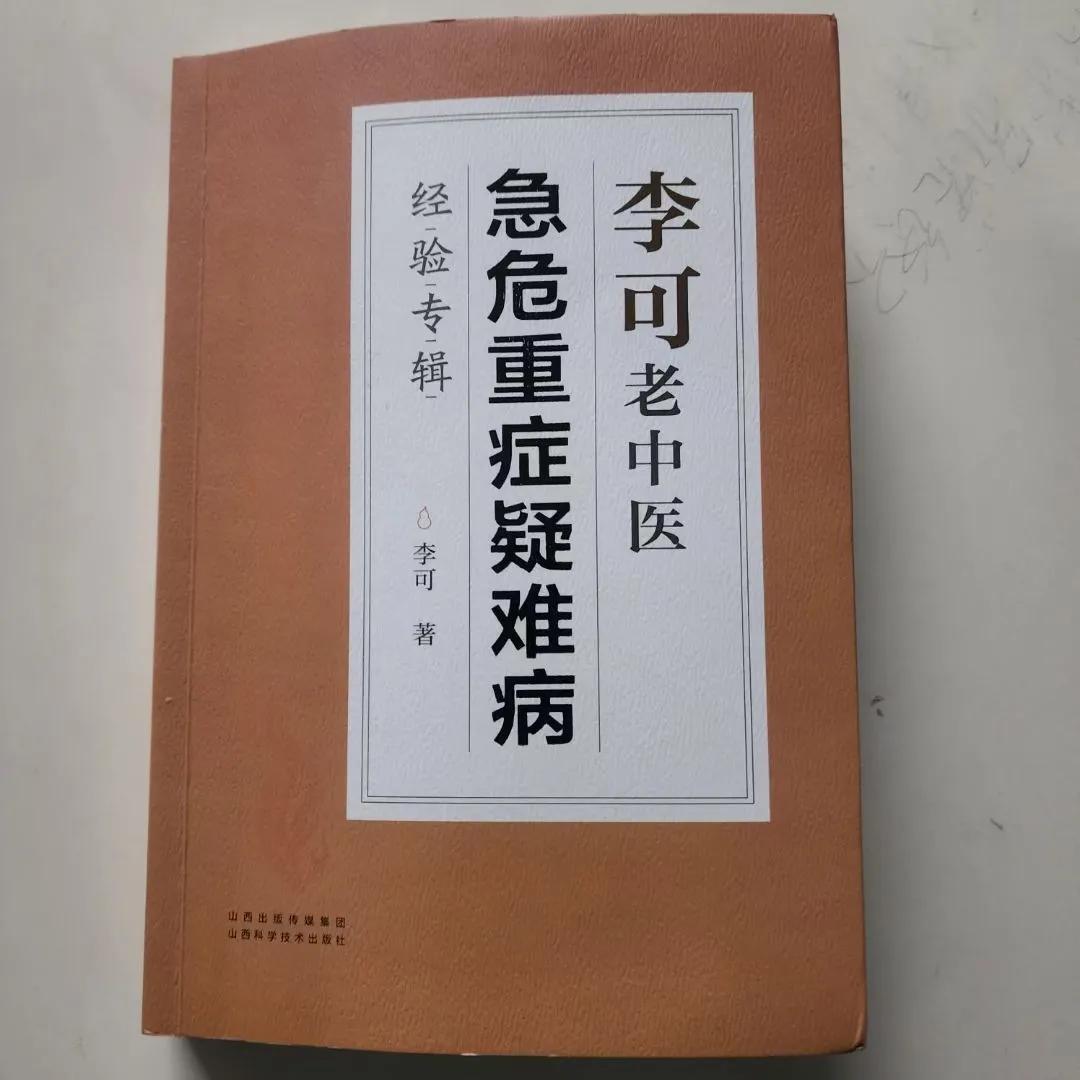 李可老中医
急危重症疑难病
经验专辑
李可 著
山西出版传媒集团
山西科学技术出版社